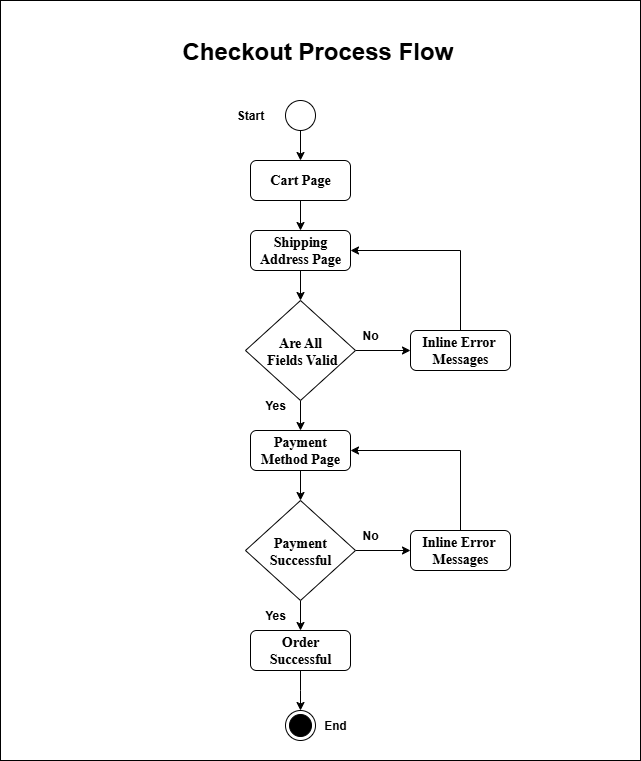 Checkout Process Flow
Start
Cart Page
Shipping
Address Page
Are All
Fields Valid
No
Inline Error
Messages
Yes
Payment
Method Page
Payment
Successful
No
Inline Error
Messages
Yes
Order
Successful
End